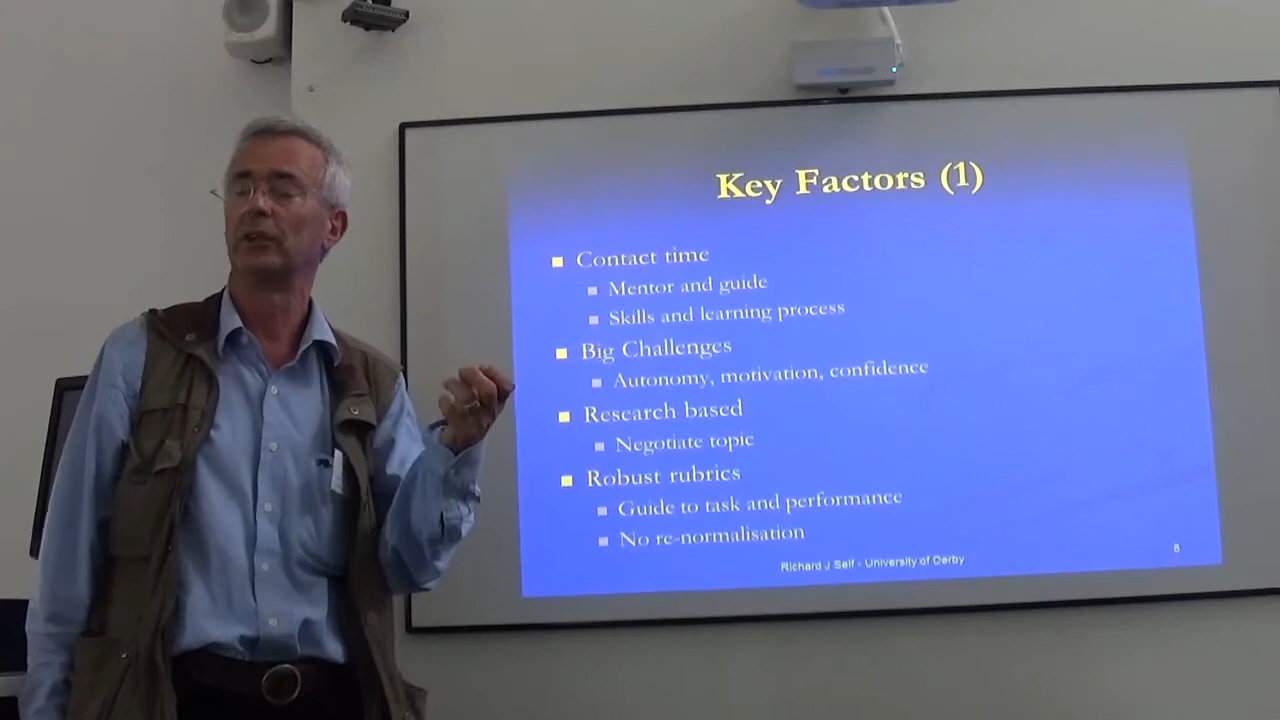 Key Factors (1)
Contact time
Mentor and guide
Skills and learning process
Big Challenges
Autonomy, motivation, confidence
Research based
Negotiate topic
Robust rubrics
Guide to task and performance
No re-normalisation
Richard J Self - University of Derby
8